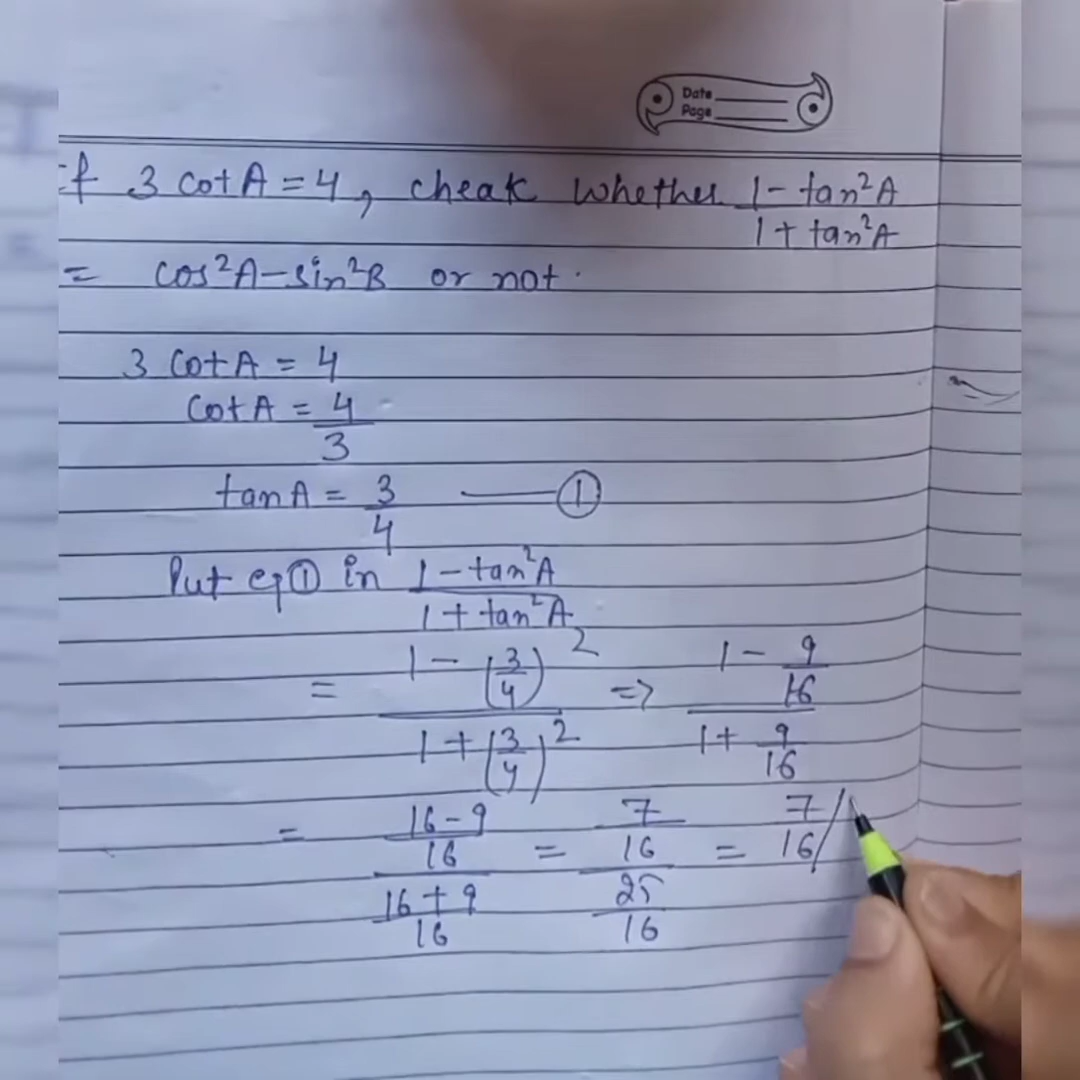 Date
Page
If 3 cot A = 4, cheak whether (1 - tan²A)/(1 + tan²A)
= cos²A - sin²B or not.
3 cot A = 4
cot A = 4/3
tan A = 3/4 —— ①
Put eq ① in (1 - tan²A)/(1 + tan²A)
= (1 - (3/4)²)/(1 + (3/4)²) => (1 - 9/16)/(1 + 9/16)
= ((16 - 9)/16)/((16 + 9)/16) = (7/16)/(25/16) = 7/16 /